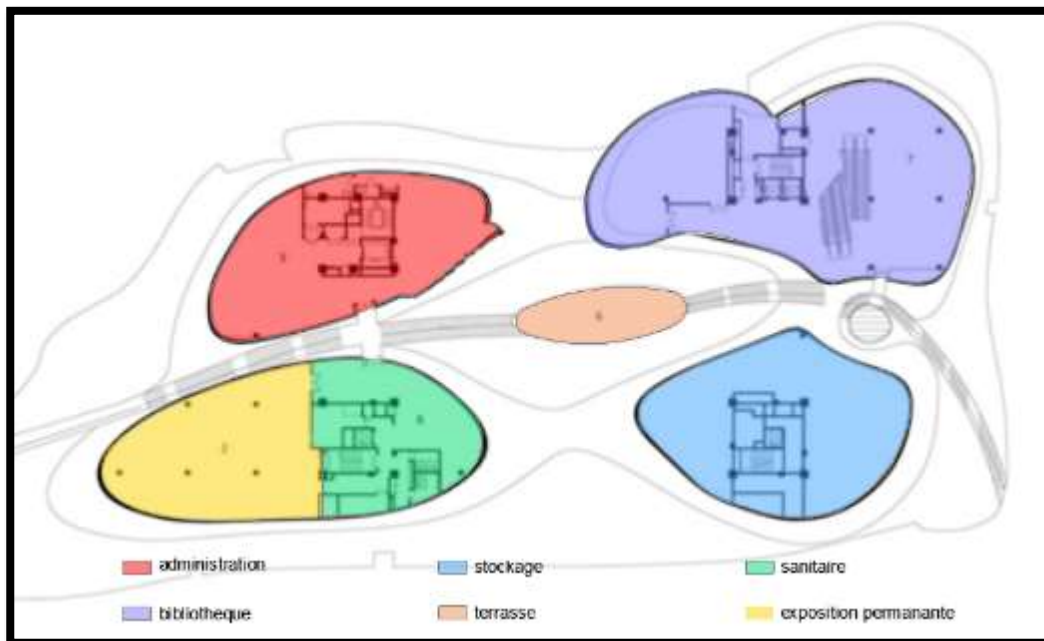 administration
stockage
sanitaire
bibliotheque
terrasse
exposition permanante